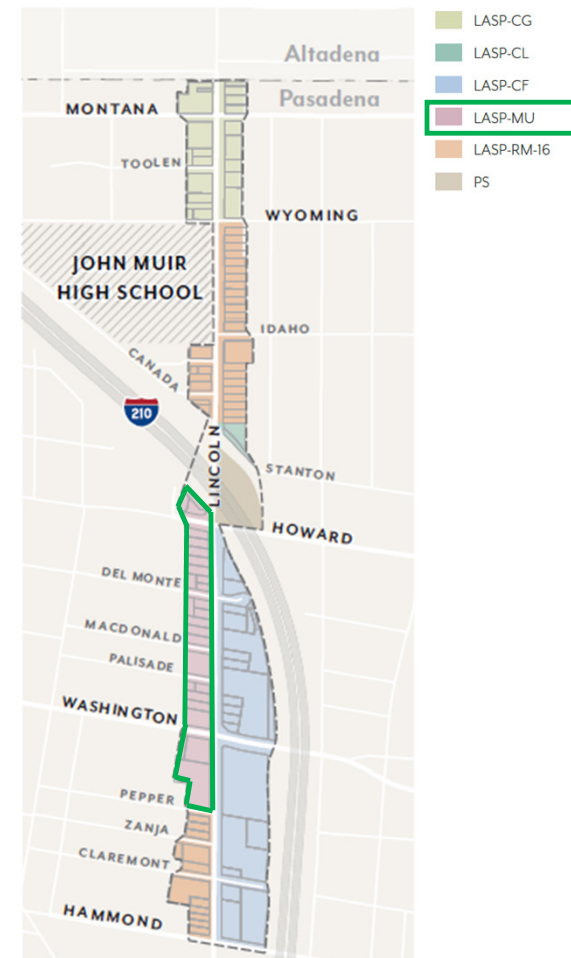 Altadena
Pasadena
MONTANA
TOOLEN
WYOMING
JOHN MUIR
HIGH SCHOOL
IDAHO
CANADA
210
LINCOLN
STANTON
HOWARD
DEL MONTE
MACDONALD
PALISADE
WASHINGTON
PEPPER
ZANJA
CLAREMONT
HAMMOND
LASP-CG
LASP-CL
LASP-CF
LASP-MU
LASP-RM-16
PS